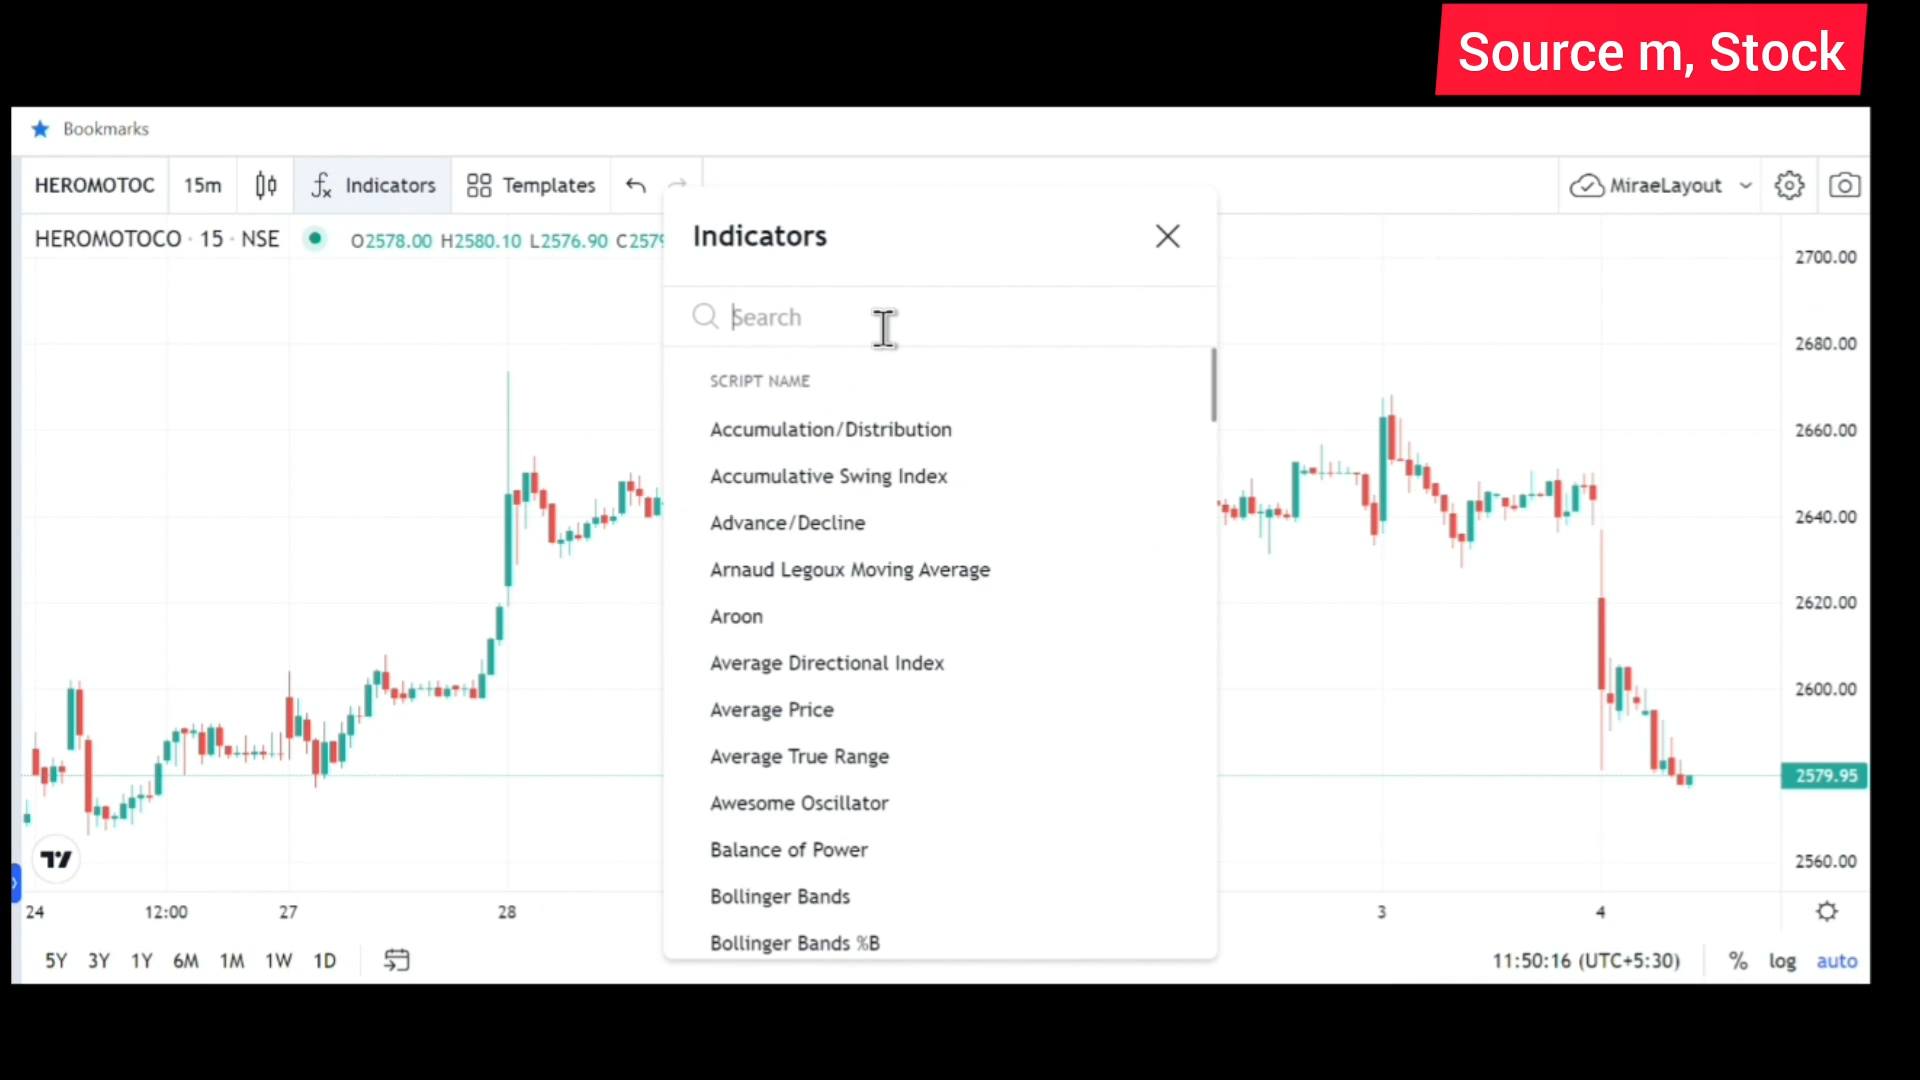 Source m, Stock
Bookmarks
HEROMOTOC 15m Indicators Templates MiraeLayout
HEROMOTOCO · 15 · NSE O2578.00 H2580.10 L2576.90 C2579
Indicators
Search
SCRIPT NAME
Accumulation/Distribution
Accumulative Swing Index
Advance/Decline
Arnaud Legoux Moving Average
Aroon
Average Directional Index
Average Price
Average True Range
Awesome Oscillator
Balance of Power
Bollinger Bands
Bollinger Bands %B
2700.00
2680.00
2660.00
2640.00
2620.00
2600.00
2579.95
2560.00
24 12:00 27 28 3 4
5Y 3Y 1Y 6M 1M 1W 1D 11:50:16 (UTC+5:30) % log auto